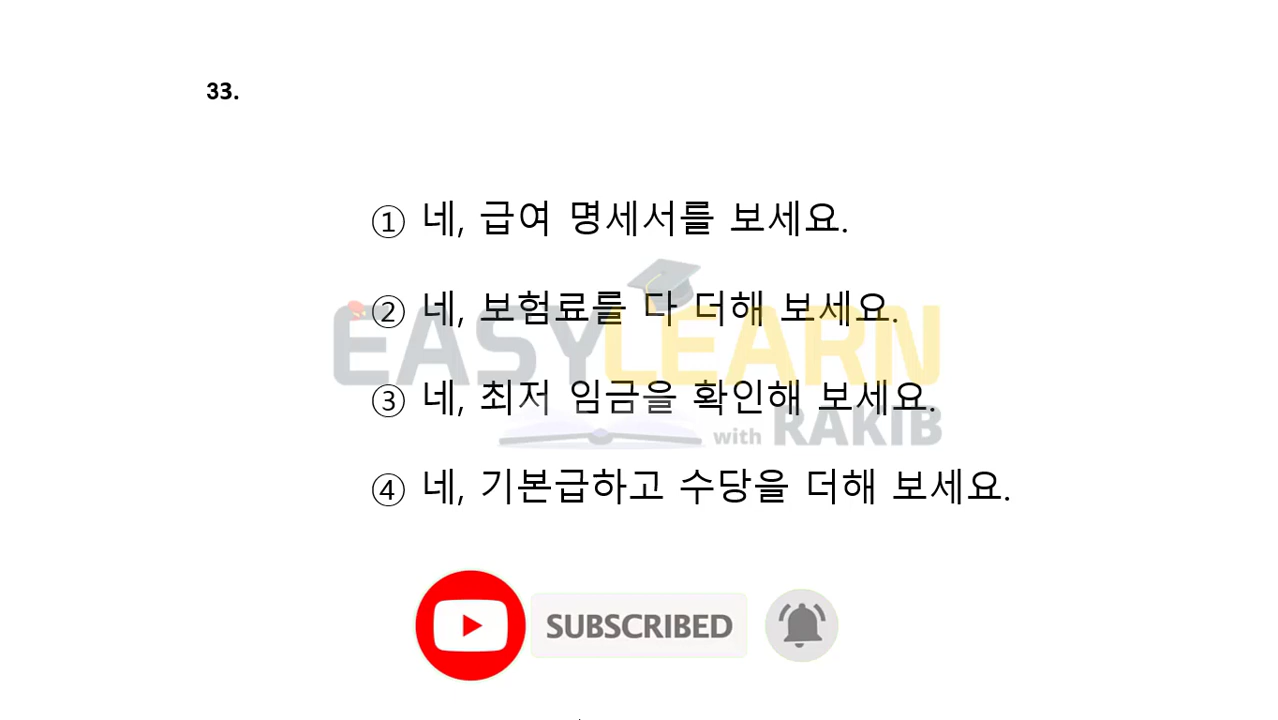 33.
① 네, 급여 명세서를 보세요.
② 네, 보험료를 다 더해 보세요.
EASYLEARN
③ 네, 최저 임금을 확인해 보세요.
with RAKIB
④ 네, 기본급하고 수당을 더해 보세요.
SUBSCRIBED